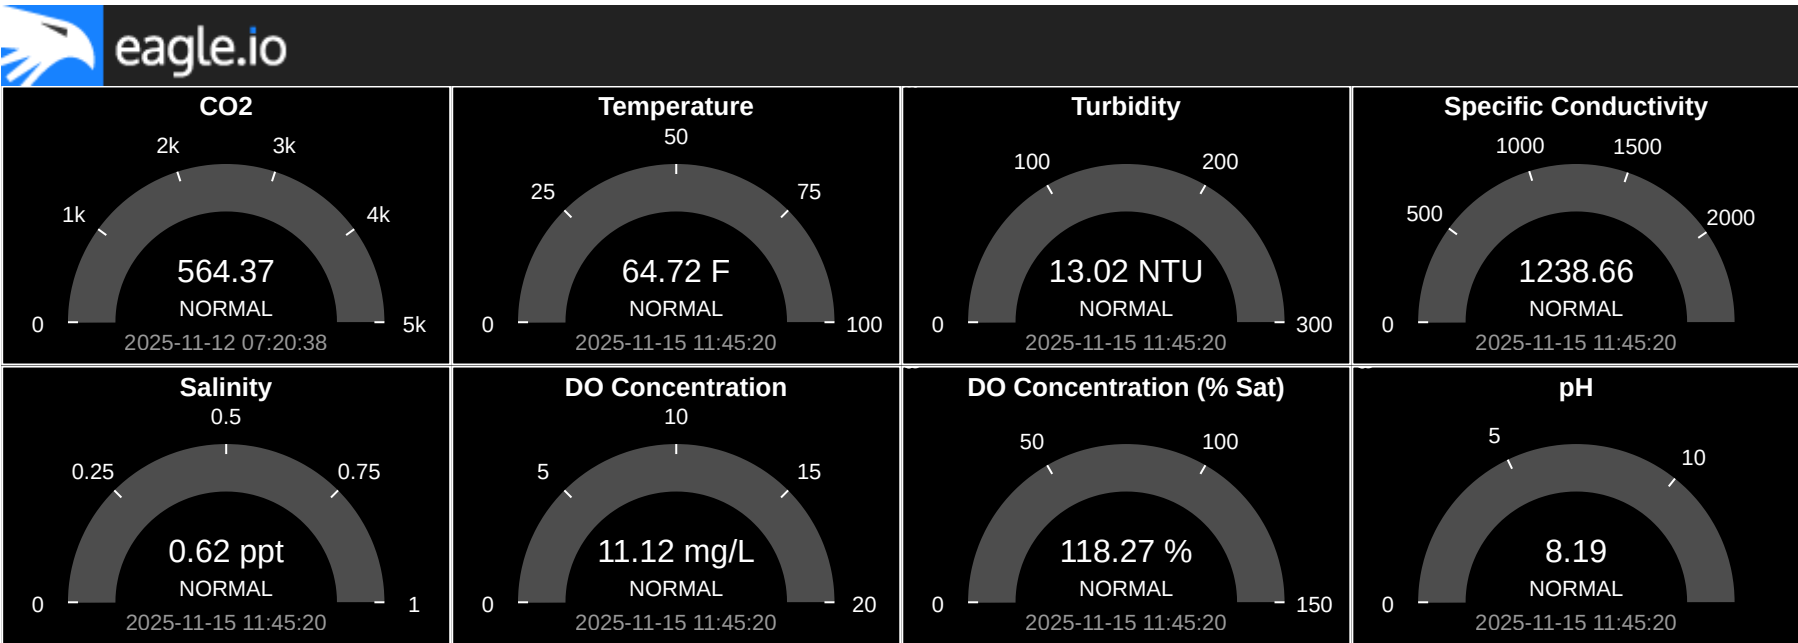 eagle.io
CO2
0
1k
2k
3k
4k
5k
564.37
NORMAL
2025-11-12 07:20:38
Temperature
0
25
50
75
100
64.72 F
NORMAL
2025-11-15 11:45:20
Turbidity
0
100
200
300
13.02 NTU
NORMAL
2025-11-15 11:45:20
Specific Conductivity
0
500
1000
1500
2000
1238.66
NORMAL
2025-11-15 11:45:20
Salinity
0
0.25
0.5
0.75
1
0.62 ppt
NORMAL
2025-11-15 11:45:20
DO Concentration
0
5
10
15
20
11.12 mg/L
NORMAL
2025-11-15 11:45:20
DO Concentration (% Sat)
0
50
100
150
118.27 %
NORMAL
2025-11-15 11:45:20
pH
0
5
10
8.19
NORMAL
2025-11-15 11:45:20